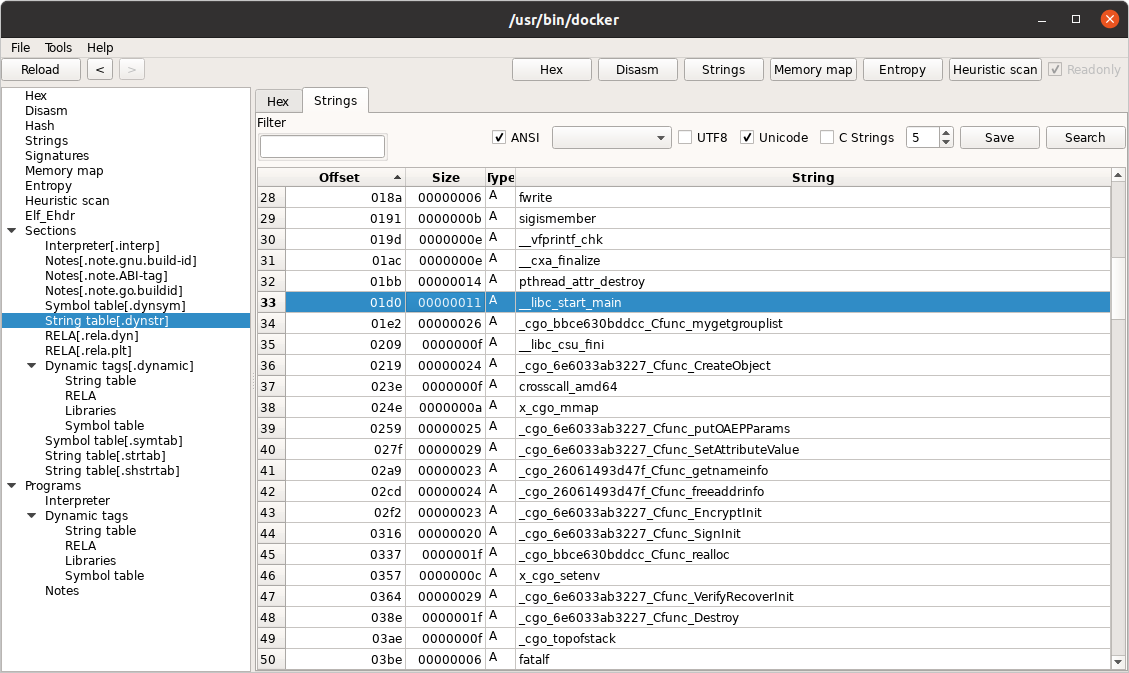 /usr/bin/docker
File Tools Help
Reload < > Hex Disasm Strings Memory map Entropy Heuristic scan Readonly
Hex
Disasm
Hash
Strings
Signatures
Memory map
Entropy
Heuristic scan
Elf_Ehdr
Sections
Interpreter[.interp]
Notes[.note.gnu.build-id]
Notes[.note.ABI-tag]
Notes[.note.go.buildid]
Symbol table[.dynsym]
String table[.dynstr]
RELA[.rela.dyn]
RELA[.rela.plt]
Dynamic tags[.dynamic]
String table
RELA
Libraries
Symbol table
Symbol table[.symtab]
String table[.strtab]
String table[.shstrtab]
Programs
Interpreter
Dynamic tags
String table
RELA
Libraries
Symbol table
Notes
Hex Strings
Filter
ANSI UTF8 Unicode C Strings 5 Save Search
Offset Size Type String
28 018a 00000006 A fwrite
29 0191 0000000b A sigismember
30 019d 0000000e A __vfprintf_chk
31 01ac 0000000e A __cxa_finalize
32 01bb 00000014 A pthread_attr_destroy
33 01d0 00000011 A __libc_start_main
34 01e2 00000026 A _cgo_bbce630bddcc_Cfunc_mygetgrouplist
35 0209 0000000f A __libc_csu_fini
36 0219 00000024 A _cgo_6e6033ab3227_Cfunc_CreateObject
37 023e 0000000f A crosscall_amd64
38 024e 0000000a A x_cgo_mmap
39 0259 00000025 A _cgo_6e6033ab3227_Cfunc_putOAEPParams
40 027f 00000029 A _cgo_6e6033ab3227_Cfunc_SetAttributeValue
41 02a9 00000023 A _cgo_26061493d47f_Cfunc_getnameinfo
42 02cd 00000024 A _cgo_26061493d47f_Cfunc_freeaddrinfo
43 02f2 00000023 A _cgo_6e6033ab3227_Cfunc_EncryptInit
44 0316 00000020 A _cgo_6e6033ab3227_Cfunc_SignInit
45 0337 0000001f A _cgo_bbce630bddcc_Cfunc_realloc
46 0357 0000000c A x_cgo_setenv
47 0364 00000029 A _cgo_6e6033ab3227_Cfunc_VerifyRecoverInit
48 038e 0000001f A _cgo_6e6033ab3227_Cfunc_Destroy
49 03ae 0000000f A _cgo_topofstack
50 03be 00000006 A fatalf